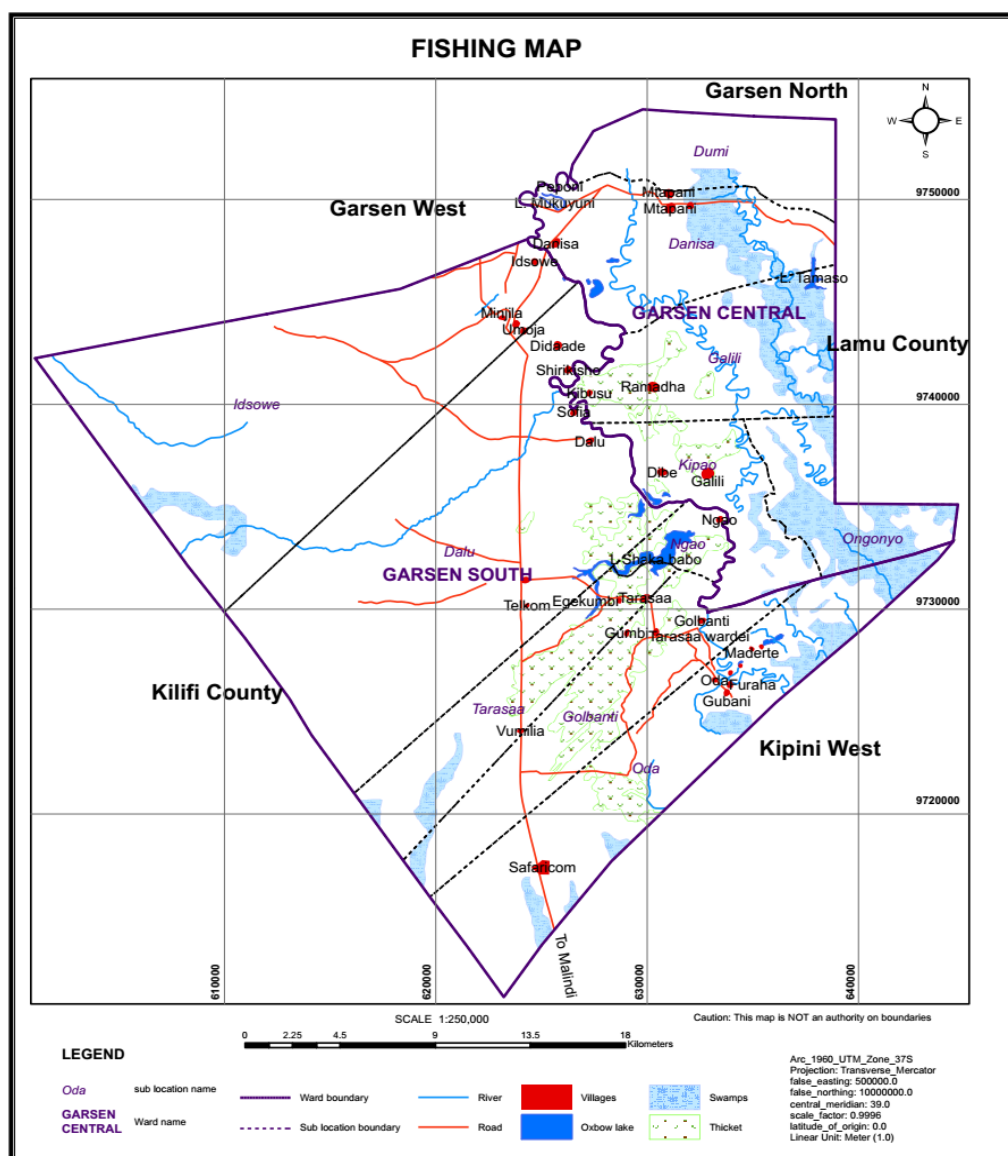 FISHING MAP
Garsen North
N
W E
S
Dumi
Peponi
Mtapani
9750000
L. Mukuyuni
Mtapani
Garsen West
Danisa
Danisa
Idsowe
L. Tamaso
Minjila
GARSEN CENTRAL
Umoja
Didaade
Lamu County
Galili
Shirikisho
Ramadha
Kibusu
Idsowe
9740000
Sofia
Dalu
Kipao
Dibe
Galili
Ngao
Ongonyo
Ngao
Dalu
L Shaka babo
GARSEN SOUTH
Telkom
Egekumbi
Tarasaa
9730000
Golbanti
Gumbi
Tarasaa wardei
Maderte
Oda
Furaha
Kilifi County
Gubani
Tarasaa
Golbanti
Vumilia
Kipini West
Oda
9720000
Safaricom
To Malindi
610000
620000
630000
640000
SCALE 1:250,000
Caution: This map is NOT an authority on boundaries
0 2.25 4.5 9 13.5 18
Kilometers
LEGEND
Oda sub location name
GARSEN CENTRAL Ward name
Ward boundary
Sub location boundary
River
Road
Villages
Oxbow lake
Swamps
Thicket
Arc_1960_UTM_Zone_37S
Projection: Transverse_Mercator
false_easting: 500000.0
false_northing: 10000000.0
central_meridian: 39.0
scale_factor: 0.9996
latitude_of_origin: 0.0
Linear Unit: Meter (1.0)